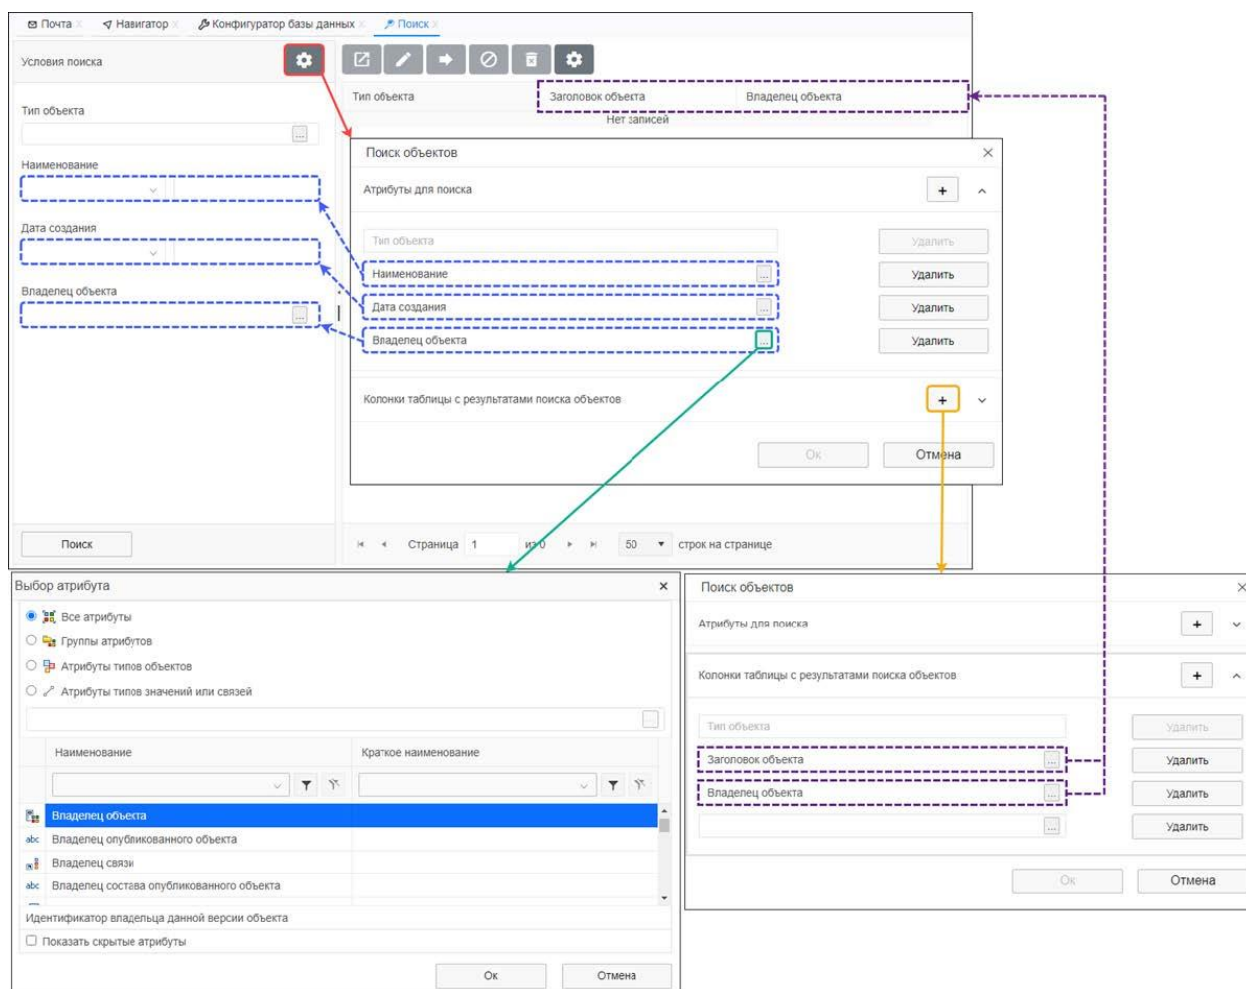 Почта
Навигатор
Конфигуратор базы данных
Поиск
Условия поиска
Тип объекта
Наименование
Дата создания
Владелец объекта
Поиск
Тип объекта Заголовок объекта Владелец объекта
Нет записей
Поиск объектов
Атрибуты для поиска +
Тип объекта Удалить
Наименование ... Удалить
Дата создания ... Удалить
Владелец объекта ... Удалить
Колонки таблицы с результатами поиска объектов +
Ок Отмена
Страница 1 из 0 50 строк на странице
Выбор атрибута
Все атрибуты
Группы атрибутов
Атрибуты типов объектов
Атрибуты типов значений или связей
Наименование Краткое наименование
Владелец объекта
abc Владелец опубликованного объекта
Владелец связи
abc Владелец состава опубликованного объекта
Идентификатор владельца данной версии объекта
Показать скрытые атрибуты
Ок Отмена
Поиск объектов
Атрибуты для поиска +
Колонки таблицы с результатами поиска объектов +
Тип объекта Удалить
Заголовок объекта ... Удалить
Владелец объекта ... Удалить
... Удалить
Ок Отмена